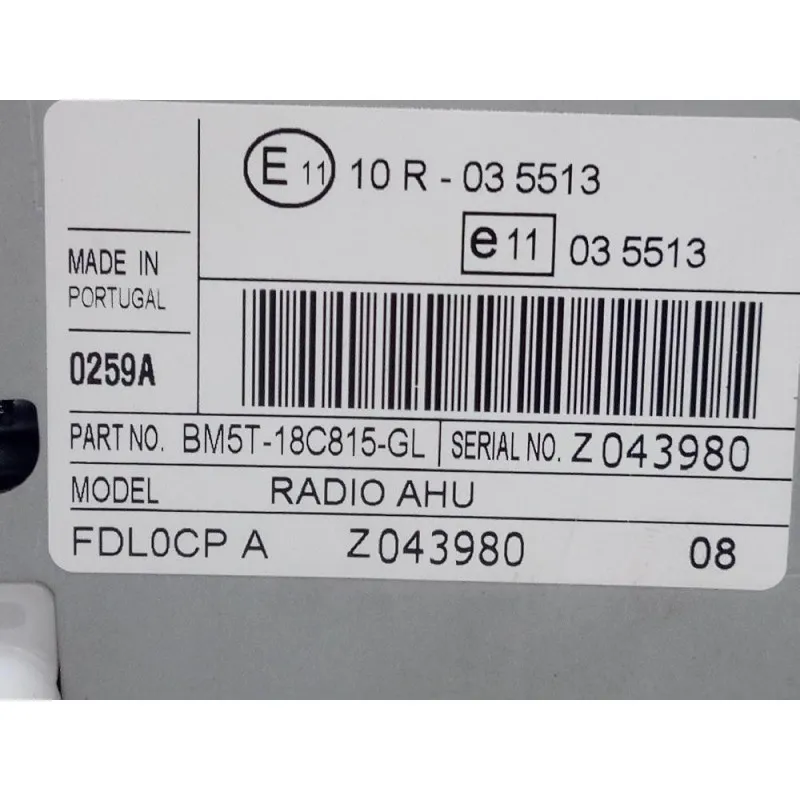 E 11 10 R - 03 5513
e 11 03 5513
MADE IN
PORTUGAL
0259A
PART NO. BM5T-18C815-GL SERIAL NO. Z043980
MODEL RADIO AHU
FDL0CP A Z043980 08